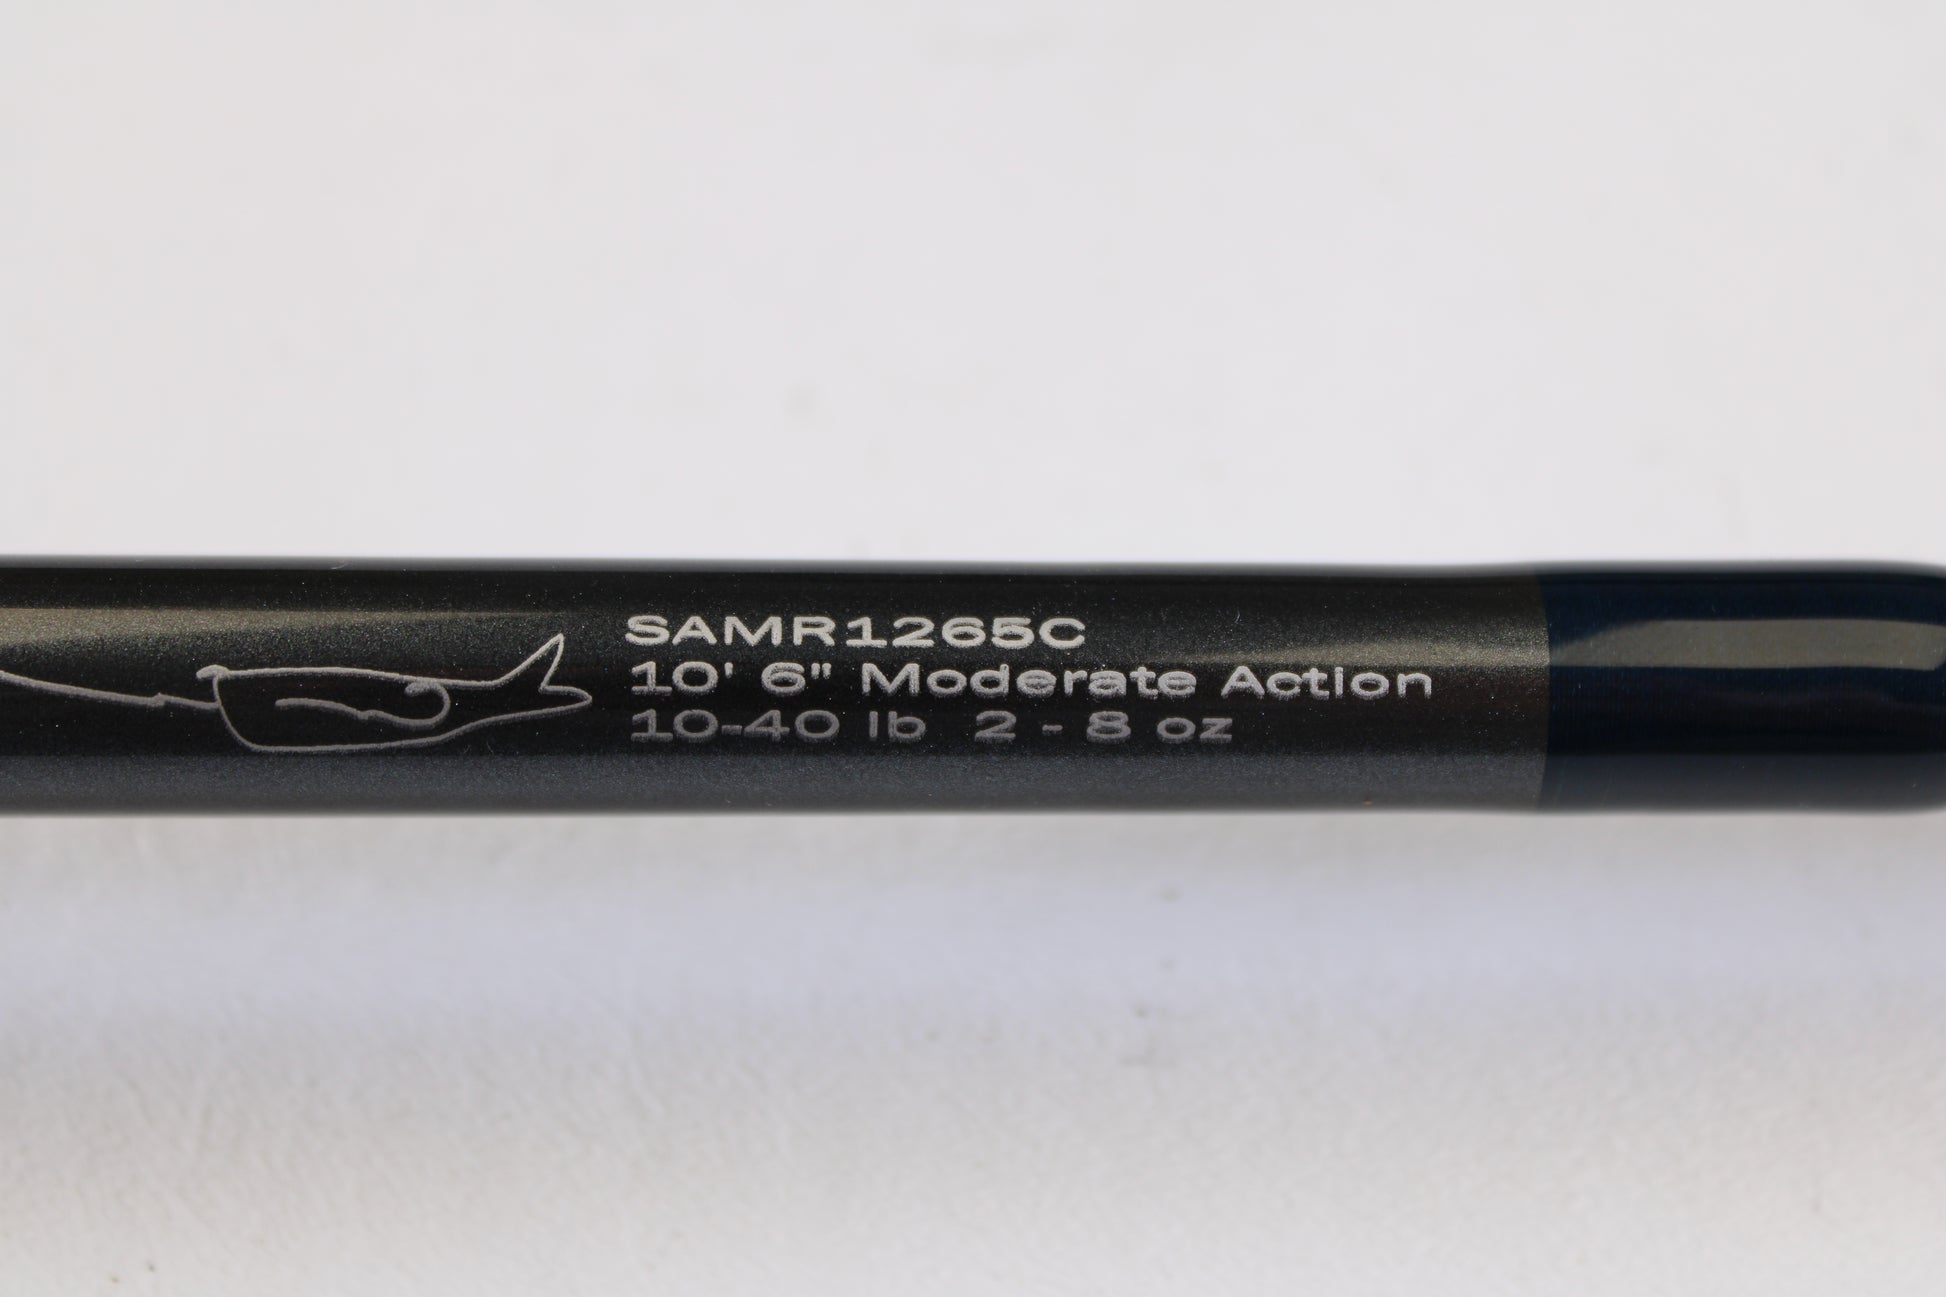 SAMR1265C
10' 6" Moderate Action
10-40 lb 2 - 8 oz